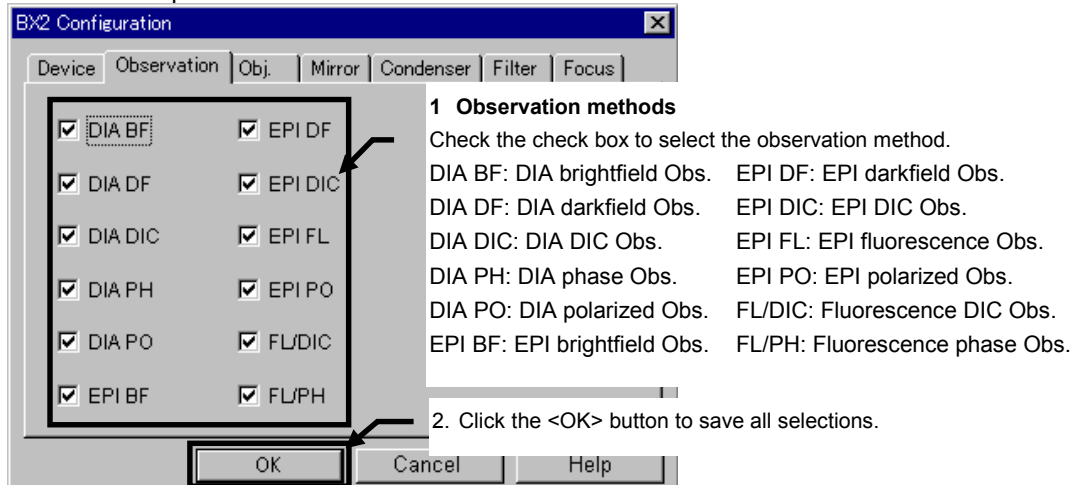 BX2 Configuration
Device Observation Obj. Mirror Condenser Filter Focus
DIA BF EPI DF
DIA DF EPI DIC
DIA DIC EPI FL
DIA PH EPI PO
DIA PO FL/DIC
EPI BF FL/PH
1 Observation methods
Check the check box to select the observation method.
DIA BF: DIA brightfield Obs. EPI DF: EPI darkfield Obs.
DIA DF: DIA darkfield Obs. EPI DIC: EPI DIC Obs.
DIA DIC: DIA DIC Obs. EPI FL: EPI fluorescence Obs.
DIA PH: DIA phase Obs. EPI PO: EPI polarized Obs.
DIA PO: DIA polarized Obs. FL/DIC: Fluorescence DIC Obs.
EPI BF: EPI brightfield Obs. FL/PH: Fluorescence phase Obs.
2. Click the <OK> button to save all selections.
OK Cancel Help